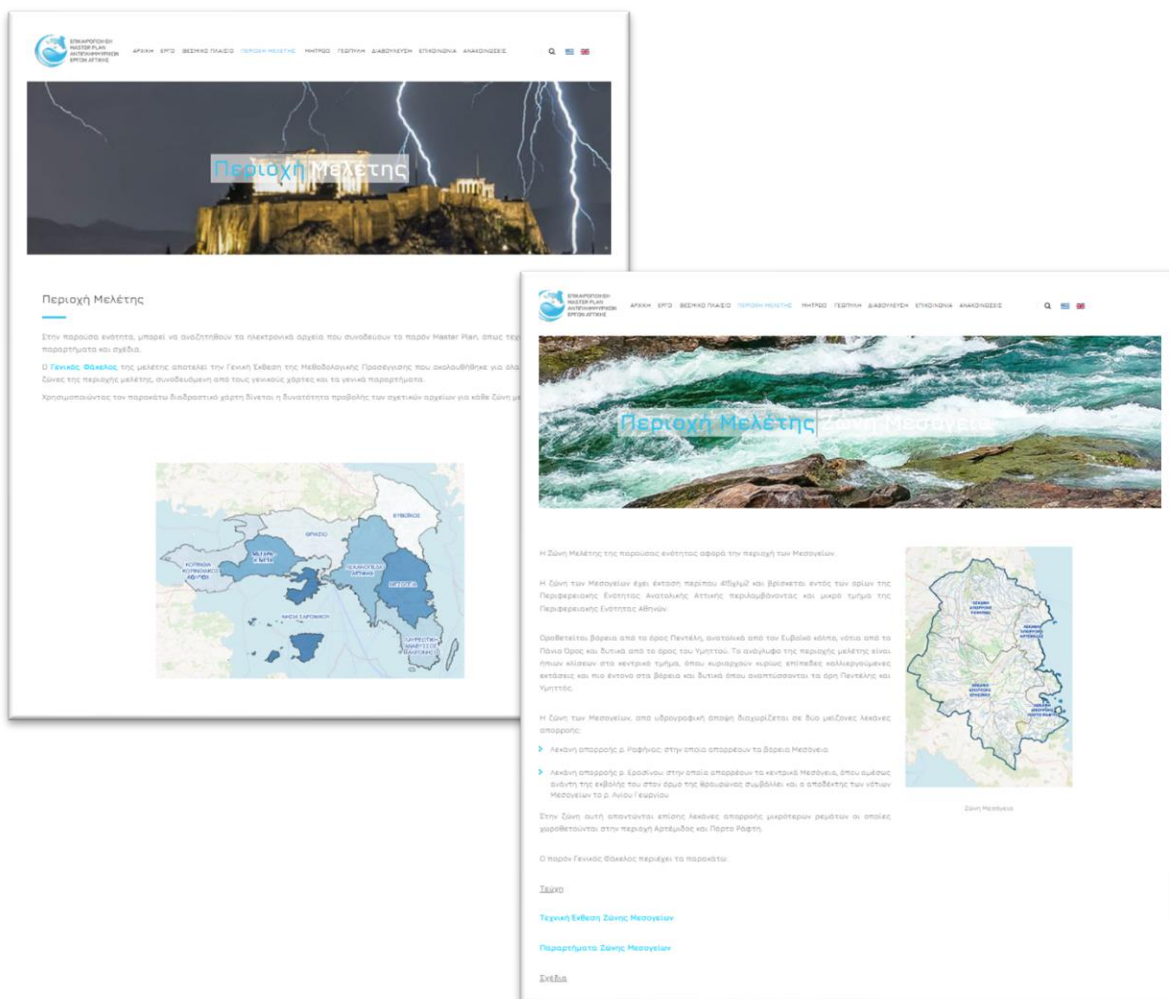 ΕΠΙΚΑΙΡΟΠΟΙΗΣΗ
MASTER PLAN
ΑΝΤΙΠΛΗΜΜΥΡΙΚΩΝ
ΕΡΓΩΝ ΑΤΤΙΚΗΣ
ΑΡΧΙΚΗ ΕΡΓΟ ΘΕΣΜΙΚΟ ΠΛΑΙΣΙΟ ΠΕΡΙΟΧΗ ΜΕΛΕΤΗΣ ΜΗΤΡΩΟ ΓΕΩΠΥΛΗ ΔΙΑΒΟΥΛΕΥΣΗ ΕΠΙΚΟΙΝΩΝΙΑ ΑΝΑΚΟΙΝΩΣΕΙΣ
Περιοχή Μελέτης
Περιοχή Μελέτης
Στην παρούσα ενότητα, μπορεί να αναζητηθούν τα ηλεκτρονικά αρχεία που συνοδεύουν το παρόν Master Plan, όπως τεχ
παραρτήματα και σχέδια.
Ο Γενικός Φάκελος της μελέτης αποτελεί την Γενική Έκθεση της Μεθοδολογικής Προσέγγισης που ακολουθήθηκε για όλε
ζώνες της περιοχής μελέτης, συνοδευόμενη από τους γενικούς χάρτες και τα γενικά παραρτήματα.
Χρησιμοποιώντας τον παρακάτω διαδραστικό χάρτη δίνεται η δυνατότητα προβολής των σχετικών αρχείων για κάθε ζώνη με
ΕΥΒΟΪΚΟΣ
ΘΡΙΑΣΙΟ
ΛΕΚΑΝΟΠΕΔΙΟ
ΜΕΣΟΓΕΙΑ
ΝΗΣΙΑ ΣΑΡΩΝΙΚΟΥ
ΕΠΙΚΑΙΡΟΠΟΙΗΣΗ
MASTER PLAN
ΑΝΤΙΠΛΗΜΜΥΡΙΚΩΝ
ΕΡΓΩΝ ΑΤΤΙΚΗΣ
ΑΡΧΙΚΗ ΕΡΓΟ ΘΕΣΜΙΚΟ ΠΛΑΙΣΙΟ ΠΕΡΙΟΧΗ ΜΕΛΕΤΗΣ ΜΗΤΡΩΟ ΓΕΩΠΥΛΗ ΔΙΑΒΟΥΛΕΥΣΗ ΕΠΙΚΟΙΝΩΝΙΑ ΑΝΑΚΟΙΝΩΣΕΙΣ
Περιοχή Μελέτης Ζώνη Μεσόγεια
Η Ζώνη Μελέτης της παρούσας ενότητας αφορά την περιοχή των Μεσογείων.
Η ζώνη των Μεσογείων έχει έκταση περίπου 415χλμ2 και βρίσκεται εντός των ορίων της
Περιφερειακής Ενότητας Ανατολικής Αττικής περιλαμβάνοντας και μικρό τμήμα της
Περιφερειακής Ενότητας Αθηνών.
Οροθετείται βόρεια από το όρος Πεντέλη, ανατολικά από τον Ευβοϊκό κόλπο, νότια από το
Πάνιο Όρος και δυτικά από το όρος του Υμηττού. Το ανάγλυφο της περιοχής μελέτης είναι
ήπιων κλίσεων στο κεντρικό τμήμα, όπου κυριαρχούν κυρίως επίπεδες καλλιεργούμενες
εκτάσεις και πιο έντονο στα βόρεια και δυτικά όπου αναπτύσσονται τα όρη Πεντέλης και
Υμηττός.
Η ζώνη των Μεσογείων, από υδρογραφική άποψη διαχωρίζεται σε δύο μείζονες λεκάνες
απορροής:
Λεκάνη απορροής ρ. Ραφήνας, στην οποία απορρέουν τα βόρεια Μεσόγεια
Λεκάνη απορροής ρ. Ερασίνου, στην οποία απορρέουν τα κεντρικά Μεσόγεια, όπου αμέσως
ανάντη της εκβολής του στον όρμο της Βραυρώνας συμβάλλει και ο αποδέκτης των νότιων
Μεσογείων το ρ. Αγίου Γεωργίου
Στην ζώνη αυτή απαντώνται επίσης λεκάνες απορροής μικρότερων ρεμάτων οι οποίες
χωροθετούνται στην περιοχή Αρτέμιδος και Πόρτο Ράφτη.
Ζώνη Μεσόγεια
Ο παρόν Γενικός Φάκελος περιέχει τα παρακάτω:
Τεύχη
Τεχνική Έκθεση Ζώνης Μεσογείων
Παραρτήματα Ζώνης Μεσογείων
Σχέδια